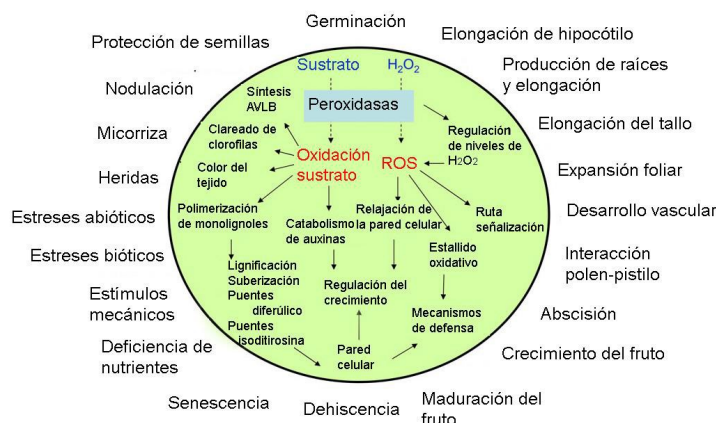 Germinación
Protección de semillas
Elongación de hipocótilo
Sustrato
H2O2
Producción de raíces
y elongación
Nodulación
Síntesis
AVLB
Peroxidasas
Micorriza
Clareado de
clorofilas
Regulación
de niveles de
H2O2
Elongación del tallo
Heridas
Color del
tejido
Oxidación
sustrato
ROS
Expansión foliar
Estreses abióticos
Polimerización
de monolignoles
Catabolismo
de auxinas
Relajación de
la pared celular
Ruta
señalización
Desarrollo vascular
Estreses bióticos
Estallido
oxidativo
Interacción
polen-pistilo
Estímulos
mecánicos
Lignificación
Suberización
Puentes
diferúlico
Puentes
isoditirosina
Regulación del
crecimiento
Mecanismos
de defensa
Abscisión
Deficiencia de
nutrientes
Pared
celular
Crecimiento del fruto
Senescencia
Dehiscencia
Maduración del
fruto